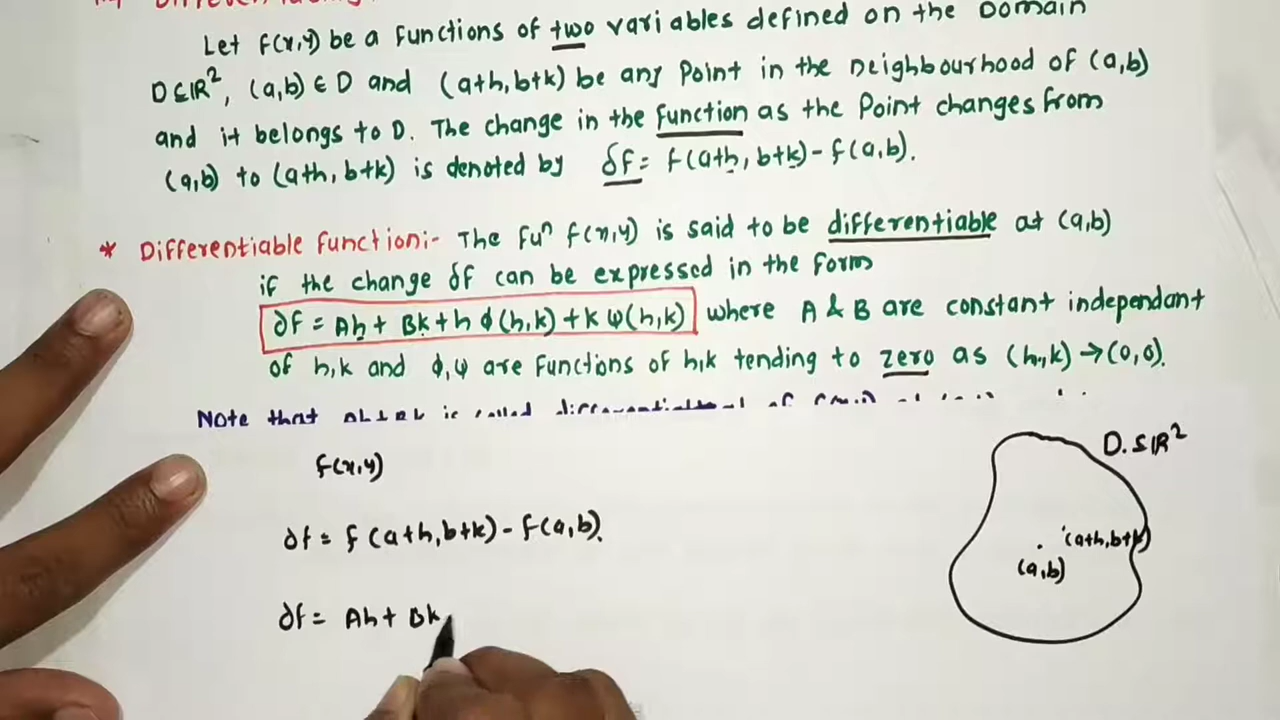 Let f(x,y) be a functions of two variables defined on the Domain
D⊆ℝ², (a,b) ∈ D and (a+h, b+k) be any point in the neighbourhood of (a,b)
and it belongs to D. The change in the function as the point changes from
(a,b) to (a+h, b+k) is denoted by δf = f(a+h, b+k) - f(a,b).
* Differentiable function:- The Fuⁿ f(x,y) is said to be differentiable at (a,b)
if the change δf can be expressed in the form
δf = Ah + Bk + h ϕ(h,k) + k ψ(h,k) where A & B are constant independant
of h,k and ϕ,ψ are functions of h,k tending to zero as (h,k) → (0,0).
Note that Ah+Bk is called
f(x,y)
D ⊆ ℝ²
δf = f(a+h, b+k) - f(a,b).
(a+h, b+k)
(a,b)
δf = Ah + Bk